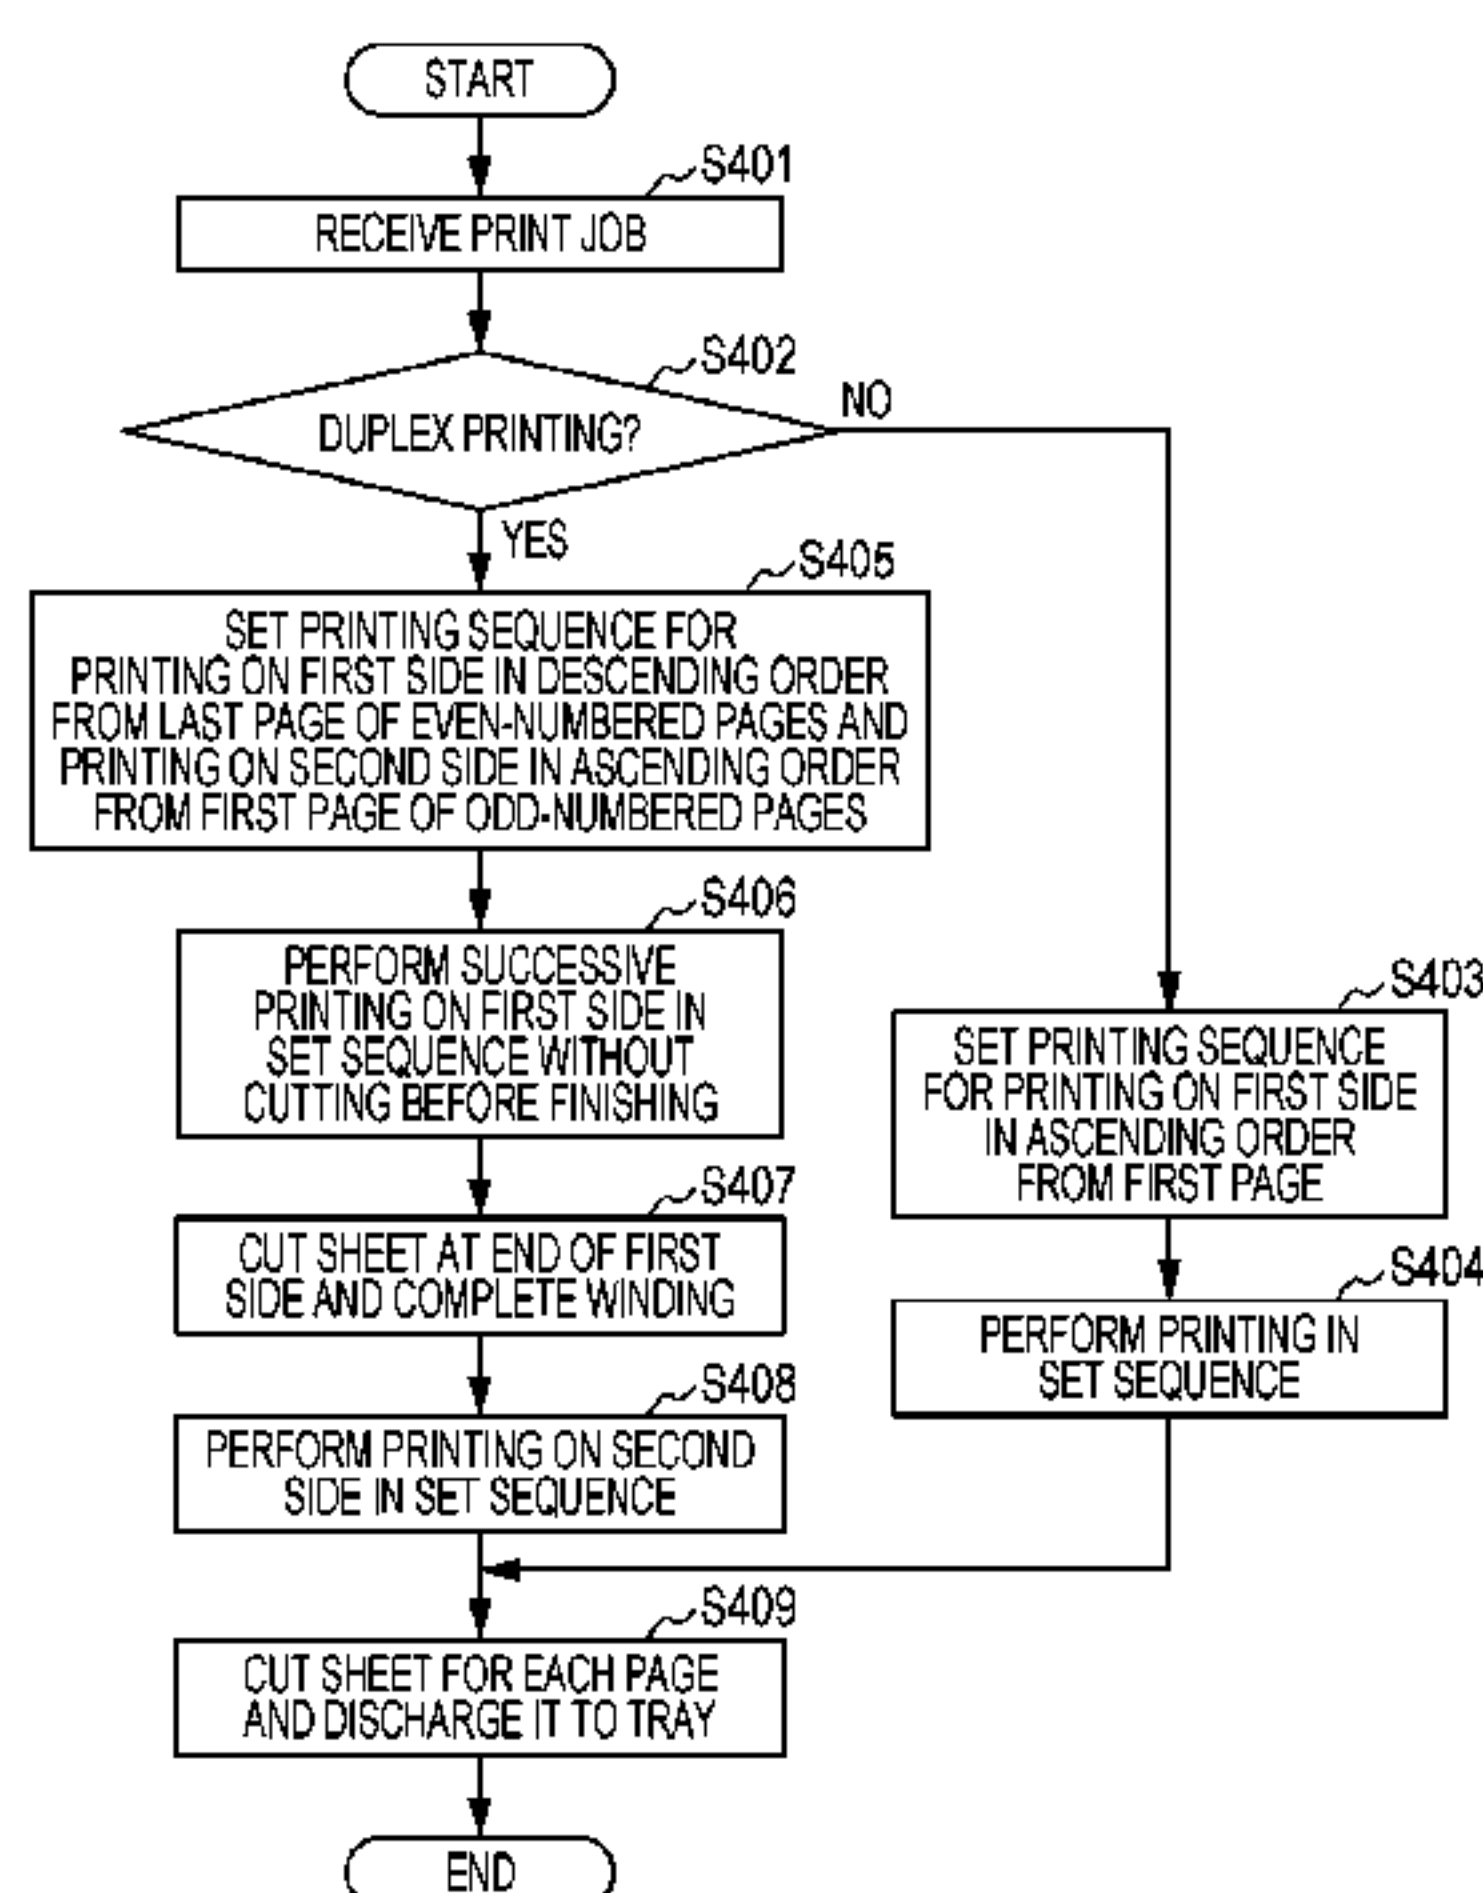 START
S401
RECEIVE PRINT JOB
S402
DUPLEX PRINTING?
NO
YES
S405
SET PRINTING SEQUENCE FOR
PRINTING ON FIRST SIDE IN DESCENDING ORDER
FROM LAST PAGE OF EVEN-NUMBERED PAGES AND
PRINTING ON SECOND SIDE IN ASCENDING ORDER
FROM FIRST PAGE OF ODD-NUMBERED PAGES
S406
PERFORM SUCCESSIVE
PRINTING ON FIRST SIDE IN
SET SEQUENCE WITHOUT
CUTTING BEFORE FINISHING
S403
SET PRINTING SEQUENCE
FOR PRINTING ON FIRST SIDE
IN ASCENDING ORDER
FROM FIRST PAGE
S407
CUT SHEET AT END OF FIRST
SIDE AND COMPLETE WINDING
S404
PERFORM PRINTING IN
SET SEQUENCE
S408
PERFORM PRINTING ON SECOND
SIDE IN SET SEQUENCE
S409
CUT SHEET FOR EACH PAGE
AND DISCHARGE IT TO TRAY
END